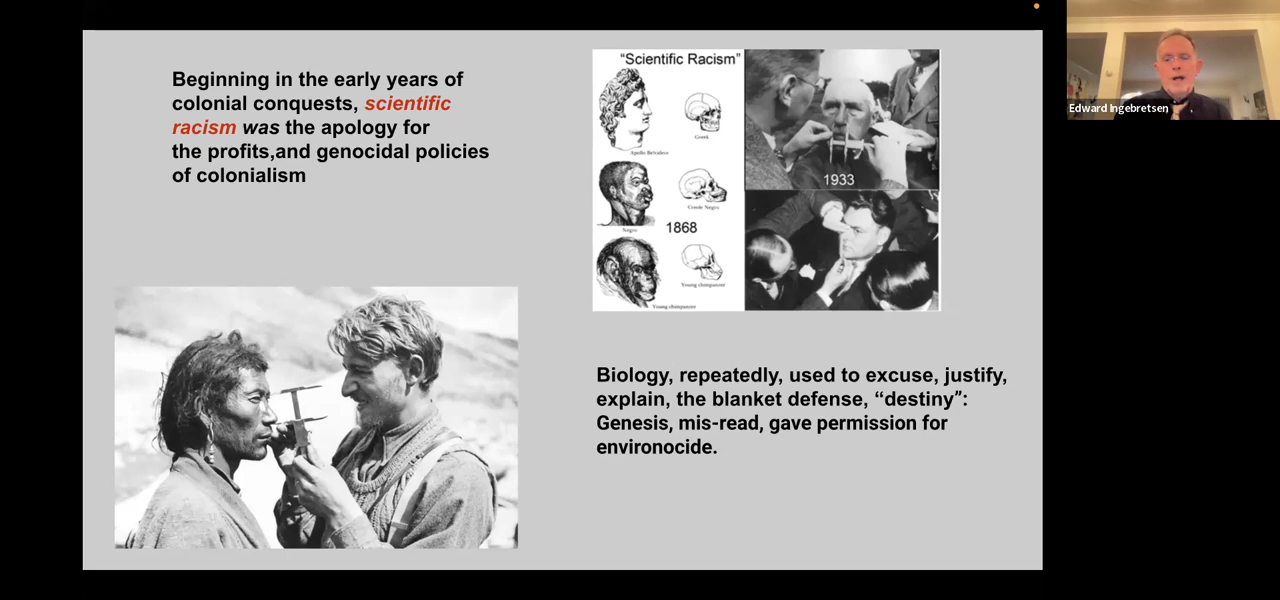 Beginning in the early years of
colonial conquests, scientific
racism was the apology for
the profits,and genocidal policies
of colonialism
“Scientific Racism”
Apollo Belvidere
Greek
Negro
Creole Negro
1868
Young chimpanzee
Young chimpanzee
1933
Biology, repeatedly, used to excuse, justify,
explain, the blanket defense, “destiny”:
Genesis, mis-read, gave permission for
environocide.
Edward Ingebretsen